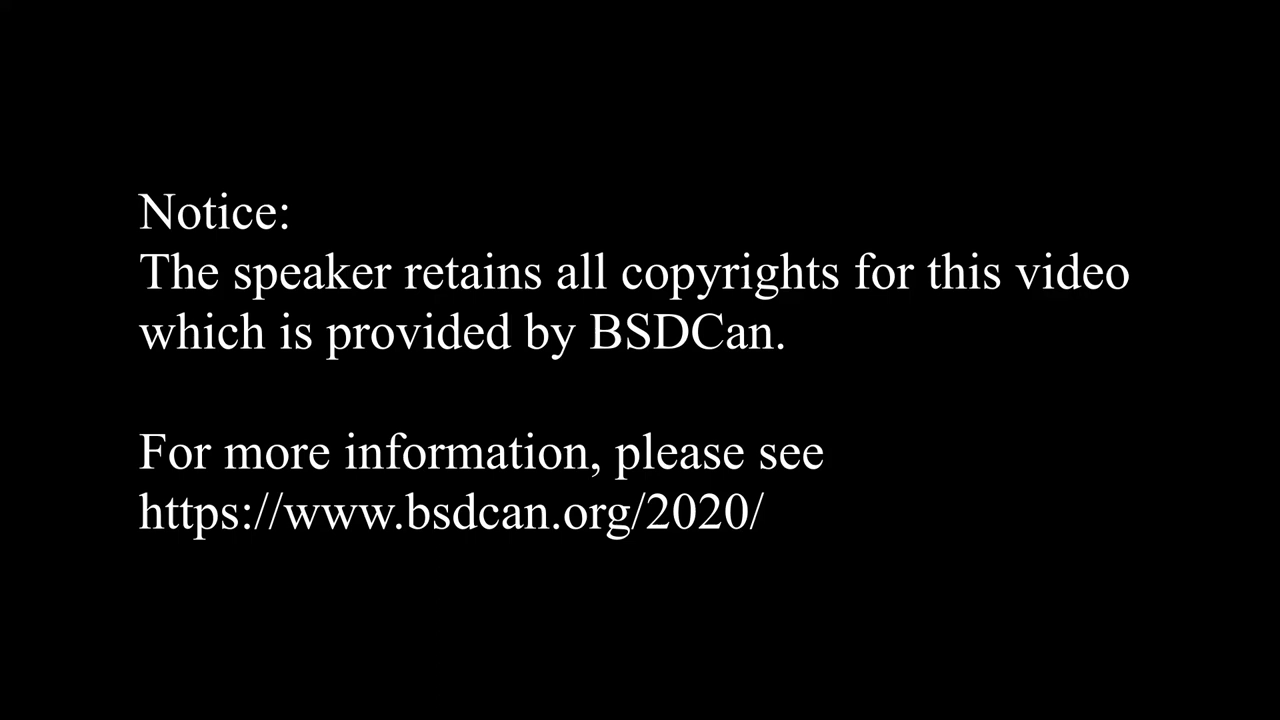 Notice:
The speaker retains all copyrights for this video
which is provided by BSDCan.
For more information, please see
https://www.bsdcan.org/2020/